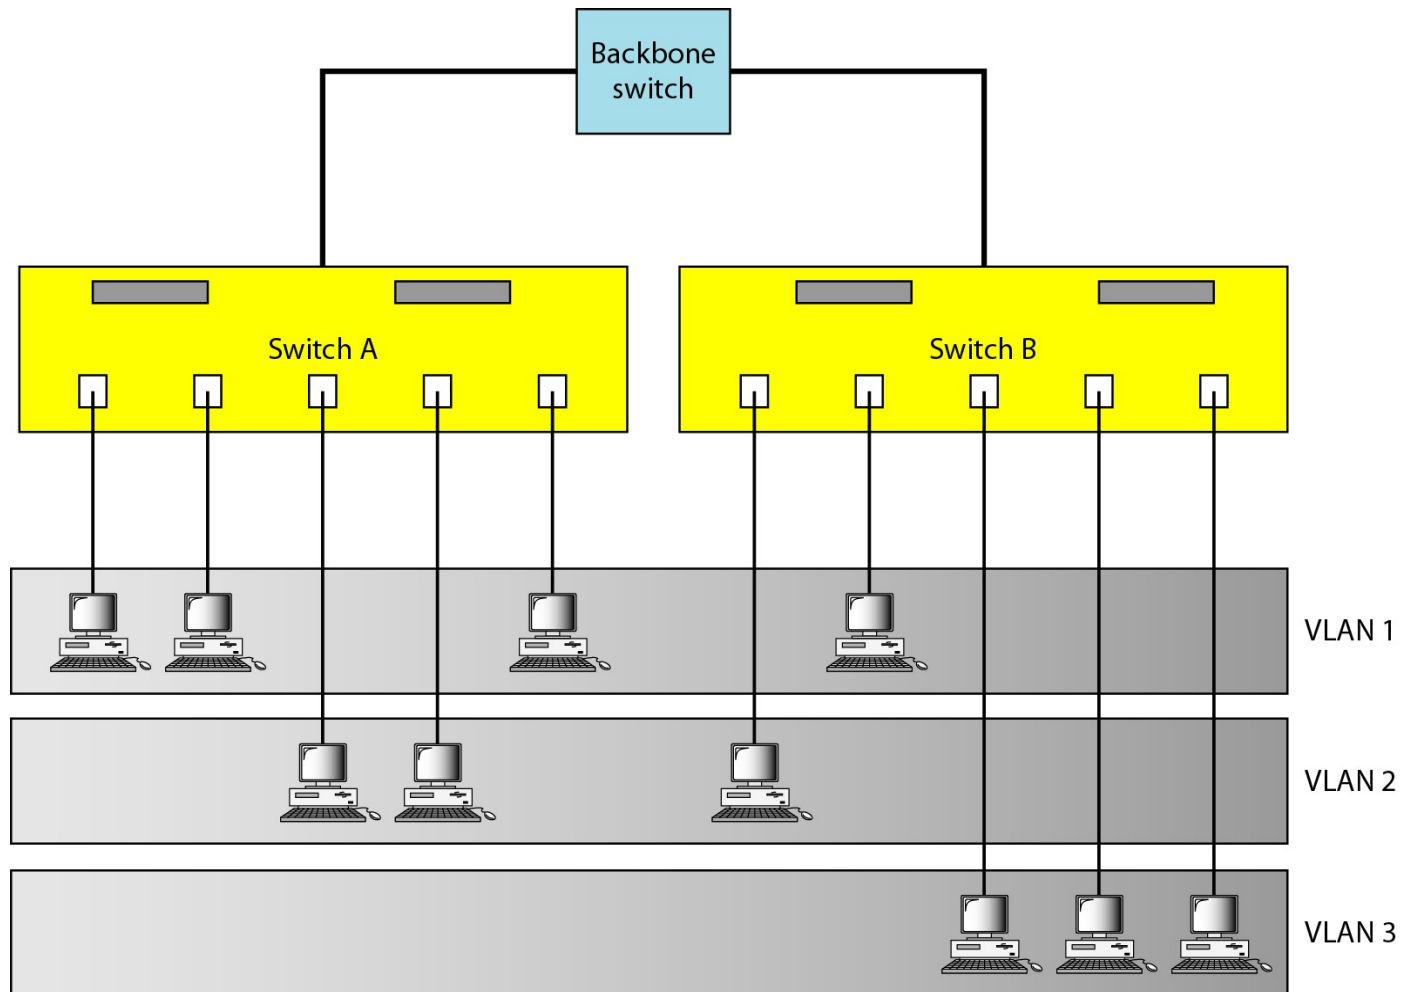 Backbone
switch
Switch A
Switch B
VLAN 1
VLAN 2
VLAN 3